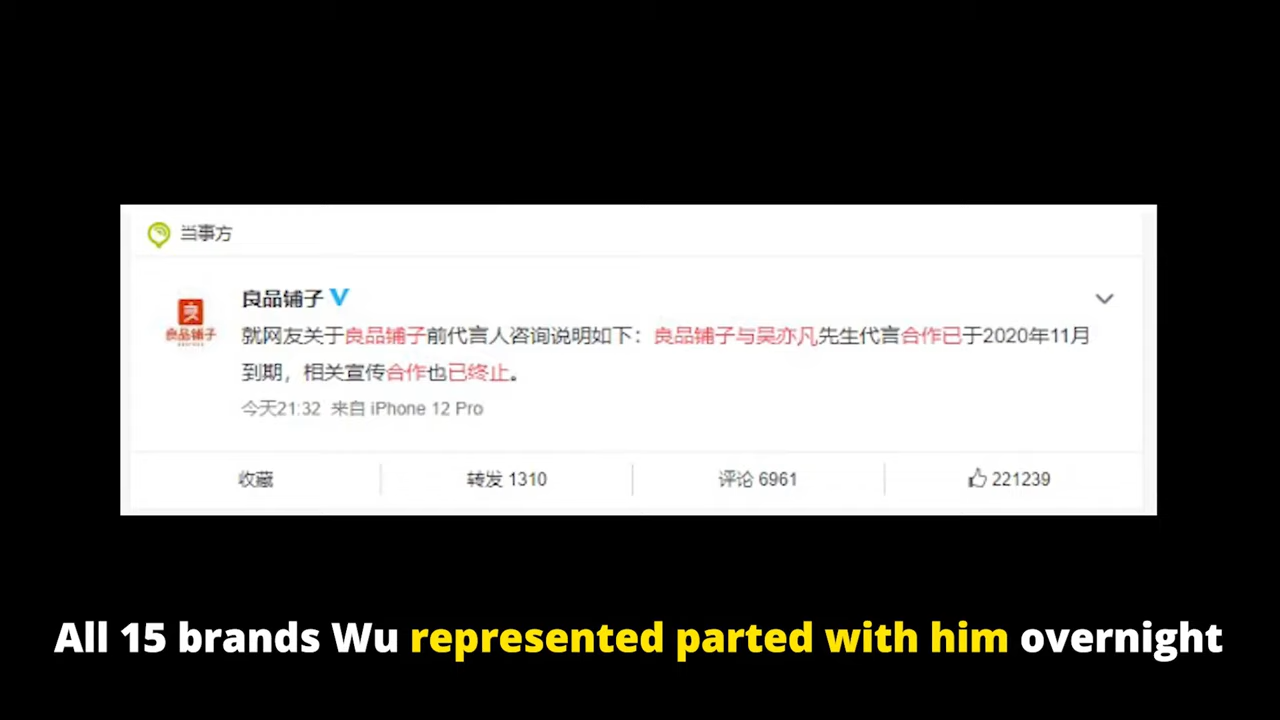 当事方
良品铺子
良品铺子
就网友关于良品铺子前代言人咨询说明如下：良品铺子与吴亦凡先生代言合作已于2020年11月
到期，相关宣传合作也已终止。
今天21:32 来自 iPhone 12 Pro
收藏 转发 1310 评论 6961 221239
All 15 brands Wu represented parted with him overnight